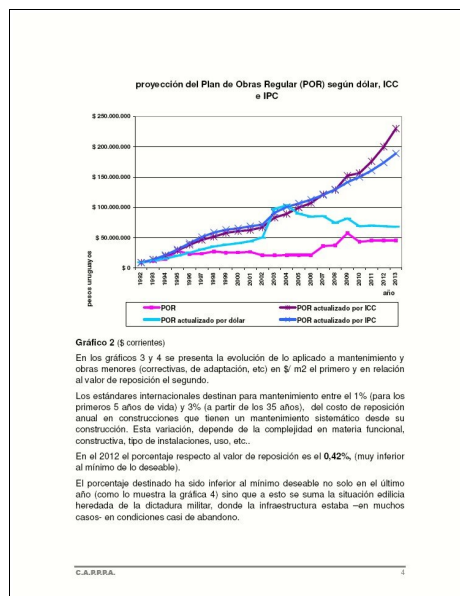 proyección del Plan de Obras Regular (POR) según dólar, ICC
e IPC
$ 250.000.000
$ 200.000.000
$ 150.000.000
$ 100.000.000
$ 50.000.000
$ 0
pesos uruguayos
1992 1993 1994 1995 1996 1997 1998 1999 2000 2001 2002 2003 2004 2005 2006 2007 2008 2009 2010 2011 2012 2013
año
POR
POR actualizado por ICC
POR actualizado por dólar
POR actualizado por IPC
Gráfico 2 ($ corrientes)
En los gráficos 3 y 4 se presenta la evolución de lo aplicado a mantenimiento y
obras menores (correctivas, de adaptación, etc) en $/ m2 el primero y en relación
al valor de reposición el segundo.
Los estándares internacionales destinan para mantenimiento entre el 1% (para los
primeros 5 años de vida) y 3% (a partir de los 35 años), del costo de reposición
anual en construcciones que tienen un mantenimiento sistemático desde su
construcción. Esta variación, depende de la complejidad en materia funcional,
constructiva, tipo de instalaciones, uso, etc..
En el 2012 el porcentaje respecto al valor de reposición es el 0,42%, (muy inferior
al mínimo de lo deseable).
El porcentaje destinado ha sido inferior al mínimo deseable no solo en el último
año (como lo muestra la gráfica 4) sino que a esto se suma la situación edilicia
heredada de la dictadura militar, donde la infraestructura estaba –en muchos
casos- en condiciones casi de abandono.
C.A.P.P.P.A.
4